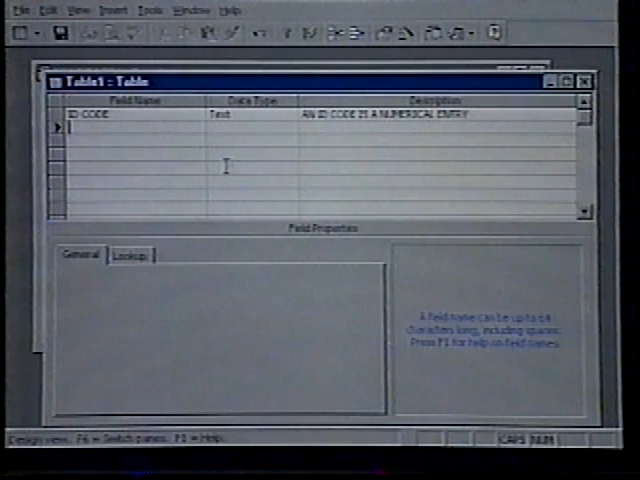 File Edit View Insert Tools Window Help
Table1 : Table
Field Name Data Type Description
ID CODE Text AN ID CODE IS A NUMERICAL ENTRY
Field Properties
General Lookup
A field name can be up to 64
characters long, including spaces.
Press F1 for help on field names.
Design view. F6 = Switch panes. F1 = Help. CAPS NUM